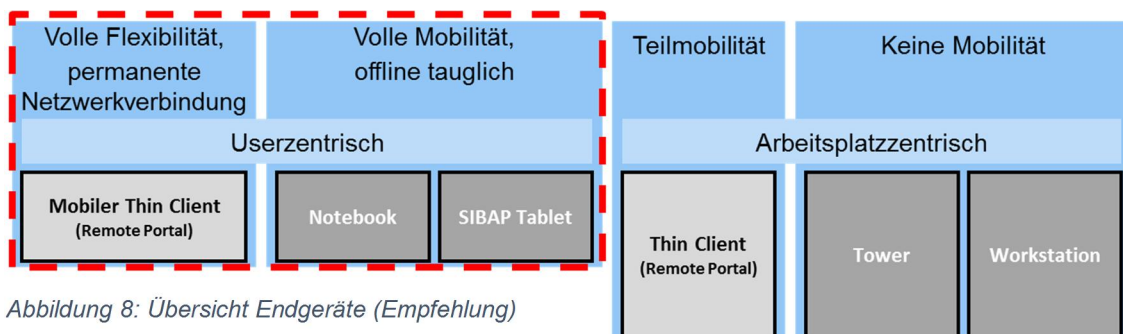 Volle Flexibilität,
permanente
Netzwerkverbindung
Volle Mobilität,
offline tauglich
Teilmobilität
Keine Mobilität
Userzentrisch
Arbeitsplatzzentrisch
Mobiler Thin Client
(Remote Portal)
Notebook
SIBAP Tablet
Thin Client
(Remote Portal)
Tower
Workstation
Abbildung 8: Übersicht Endgeräte (Empfehlung)